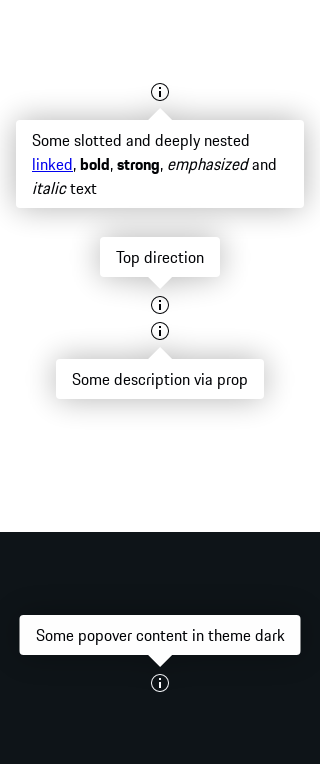 Some slotted and deeply nested
linked, bold, strong, emphasized and
italic text
Top direction
Some description via prop
Some popover content in theme dark